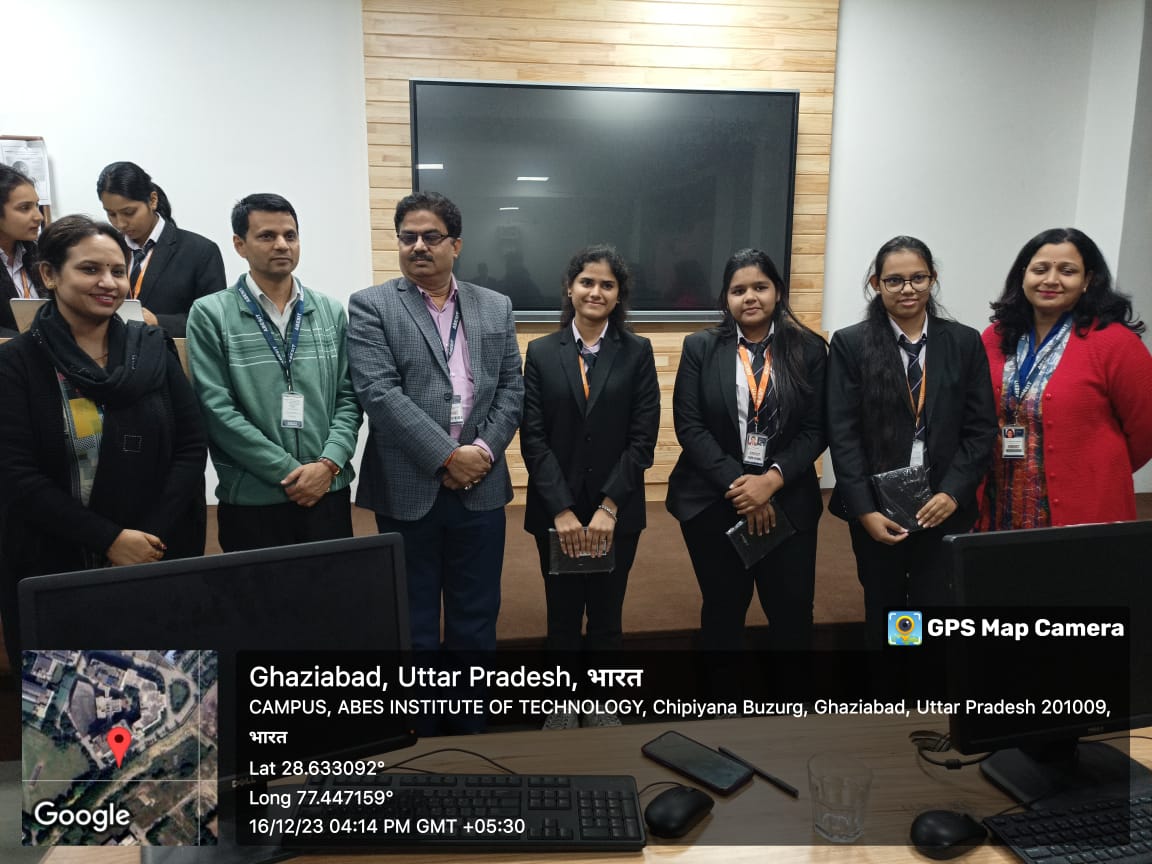 GPS Map Camera
Ghaziabad, Uttar Pradesh, भारत
CAMPUS, ABES INSTITUTE OF TECHNOLOGY, Chipiyana Buzurg, Ghaziabad, Uttar Pradesh 201009,
भारत
Lat 28.633092°
Long 77.447159°
16/12/23 04:14 PM GMT +05:30
Google